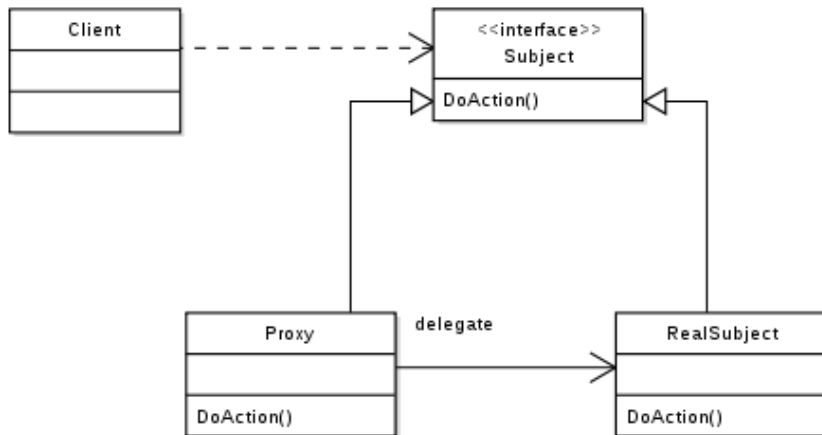 Client
<<interface>>
Subject
DoAction()
Proxy
DoAction()
delegate
RealSubject
DoAction()